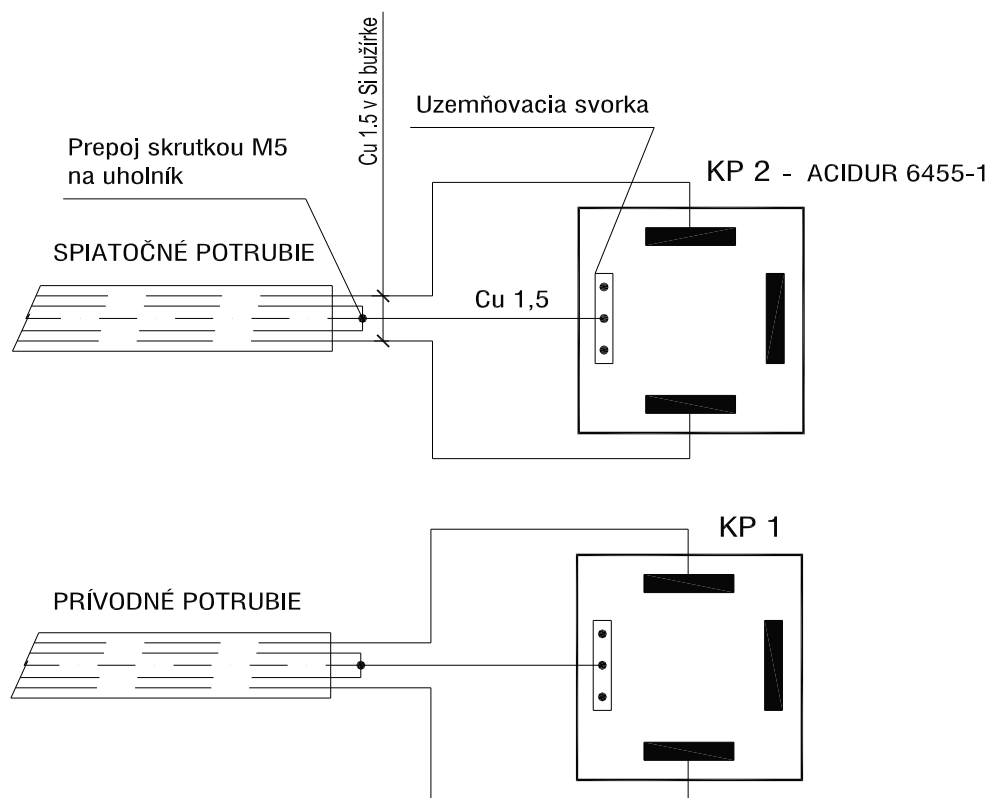 Cu 1.5 v Si bužírke
Uzemňovacia svorka
Prepoj skrutkou M5
na uholník
KP 2 - ACIDUR 6455-1
SPIATOČNÉ POTRUBIE
Cu 1,5
KP 1
PRÍVODNÉ POTRUBIE